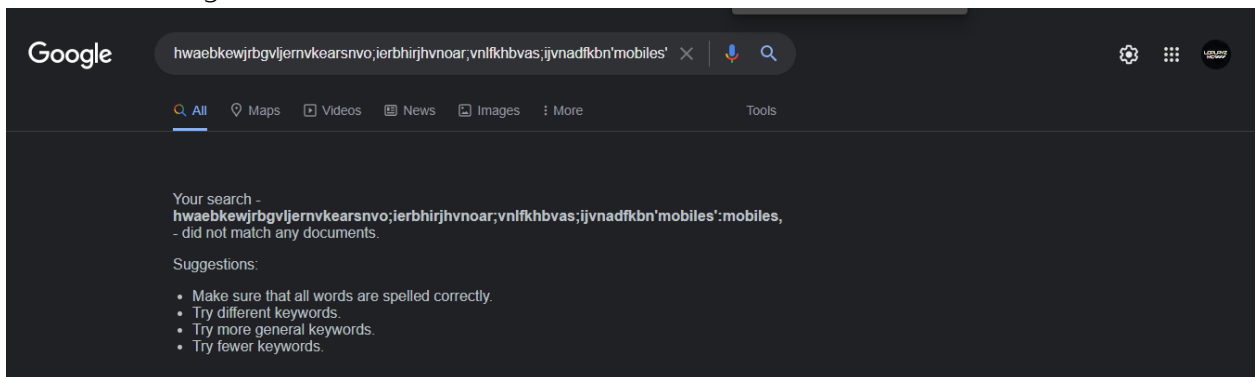 Google
hwaebkewjrbgvljernvkearsnvo;ierbhirjhvnoar;vnlfkhbvas;ijvnadfkbn'mobiles'
All Maps Videos News Images More Tools
Your search -
hwaebkewjrbgvljernvkearsnvo;ierbhirjhvnoar;vnlfkhbvas;ijvnadfkbn'mobiles':mobiles,
- did not match any documents.
Suggestions:
• Make sure that all words are spelled correctly.
• Try different keywords.
• Try more general keywords.
• Try fewer keywords.